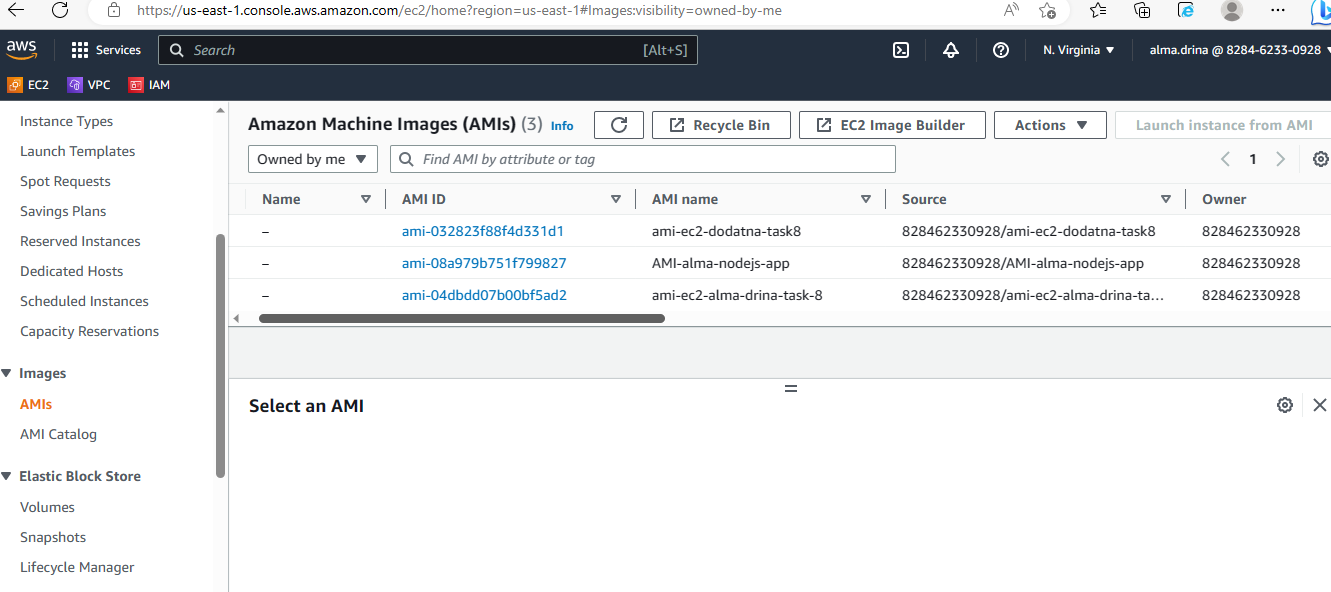 https://us-east-1.console.aws.amazon.com/ec2/home?region=us-east-1#Images:visibility=owned-by-me
aws Services Search [Alt+S] N. Virginia alma.drina @ 8284-6233-0928
EC2 VPC IAM
Instance Types
Launch Templates
Spot Requests
Savings Plans
Reserved Instances
Dedicated Hosts
Scheduled Instances
Capacity Reservations
Images
AMIs
AMI Catalog
Elastic Block Store
Volumes
Snapshots
Lifecycle Manager
Amazon Machine Images (AMIs) (3) Info Recycle Bin EC2 Image Builder Actions Launch instance from AMI
Owned by me Find AMI by attribute or tag 1
Name AMI ID AMI name Source Owner
– ami-032823f88f4d331d1 ami-ec2-dodatna-task8 828462330928/ami-ec2-dodatna-task8 828462330928
– ami-08a979b751f799827 AMI-alma-nodejs-app 828462330928/AMI-alma-nodejs-app 828462330928
– ami-04dbdd07b00bf5ad2 ami-ec2-alma-drina-task-8 828462330928/ami-ec2-alma-drina-ta... 828462330928
Select an AMI